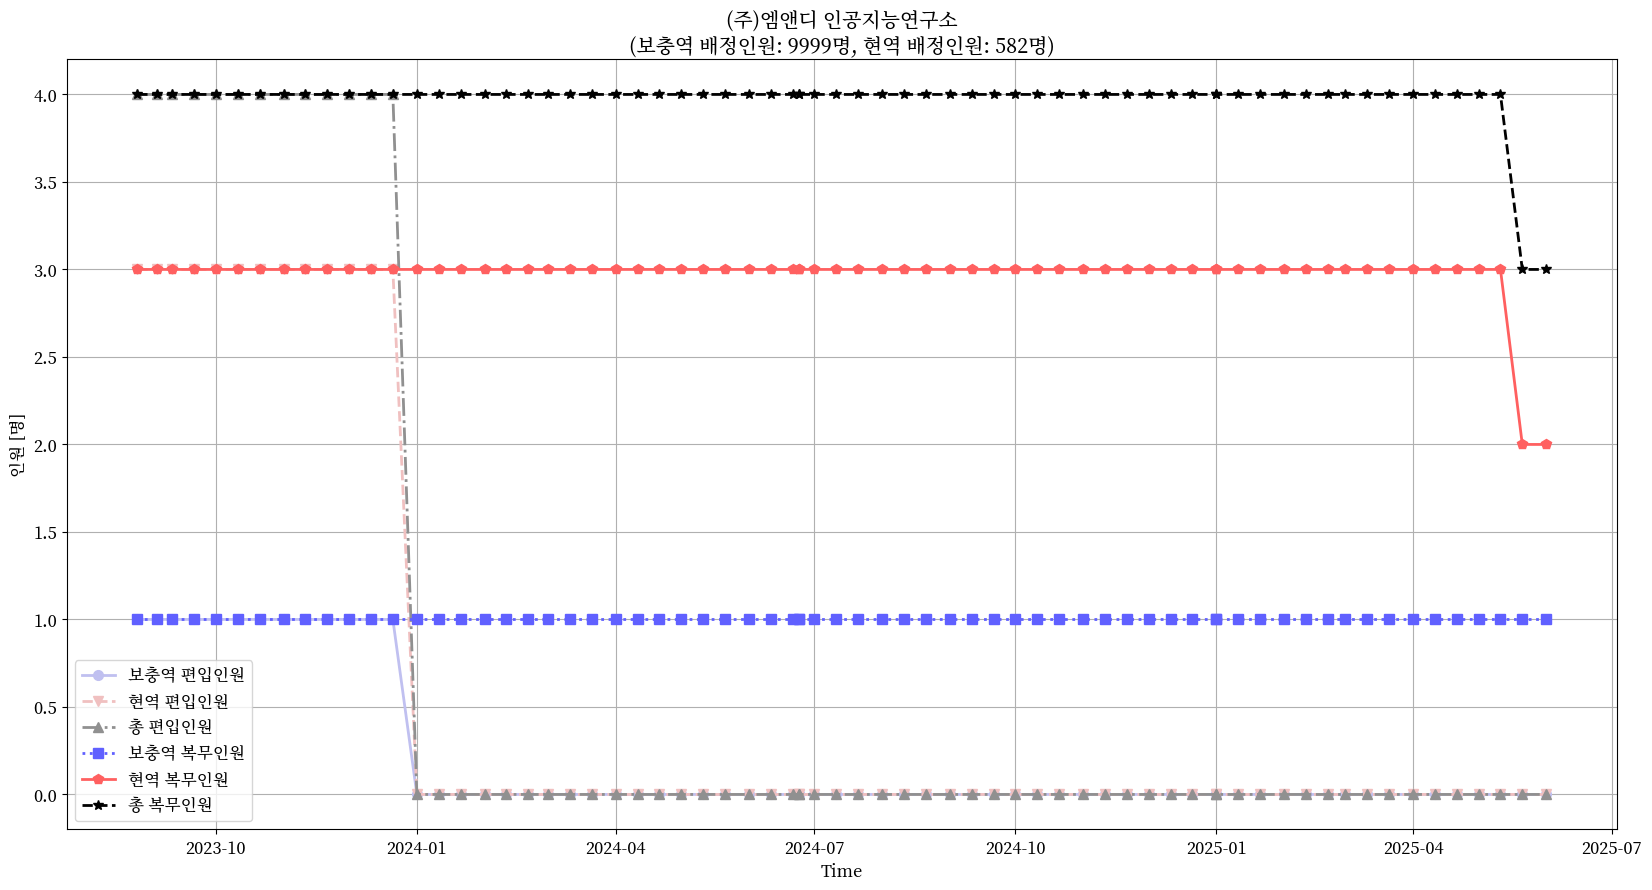 (주)엠앤디 인공지능연구소
(보충역 배정인원: 9999명, 현역 배정인원: 582명)
4.0
3.5
3.0
2.5
2.0
1.5
1.0
0.5
0.0
인원 [명]
보충역 편입인원
현역 편입인원
총 편입인원
보충역 복무인원
현역 복무인원
총 복무인원
2023-10 2024-01 2024-04 2024-07 2024-10 2025-01 2025-04 2025-07
Time